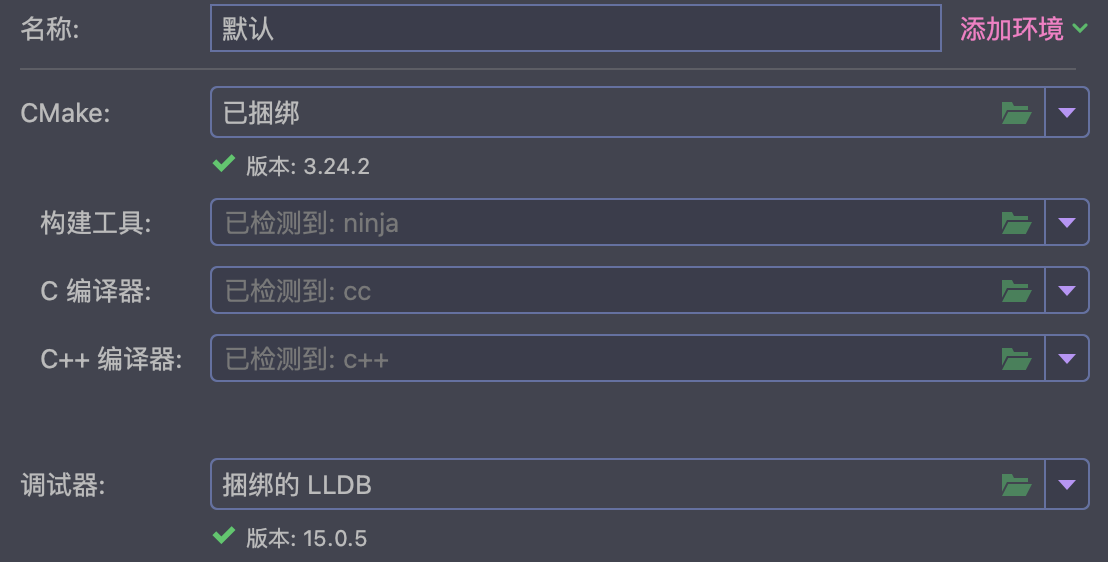 名称: 默认 添加环境
CMake: 已捆绑
版本: 3.24.2
构建工具: 已检测到: ninja
C 编译器: 已检测到: cc
C++ 编译器: 已检测到: c++
调试器: 捆绑的 LLDB
版本: 15.0.5